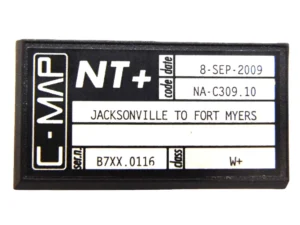 C-MAP
NT+
date 8-SEP-2009
code NA-C309.10
JACKSONVILLE TO FORT MYERS
ser.n. B7XX.0116 class W+